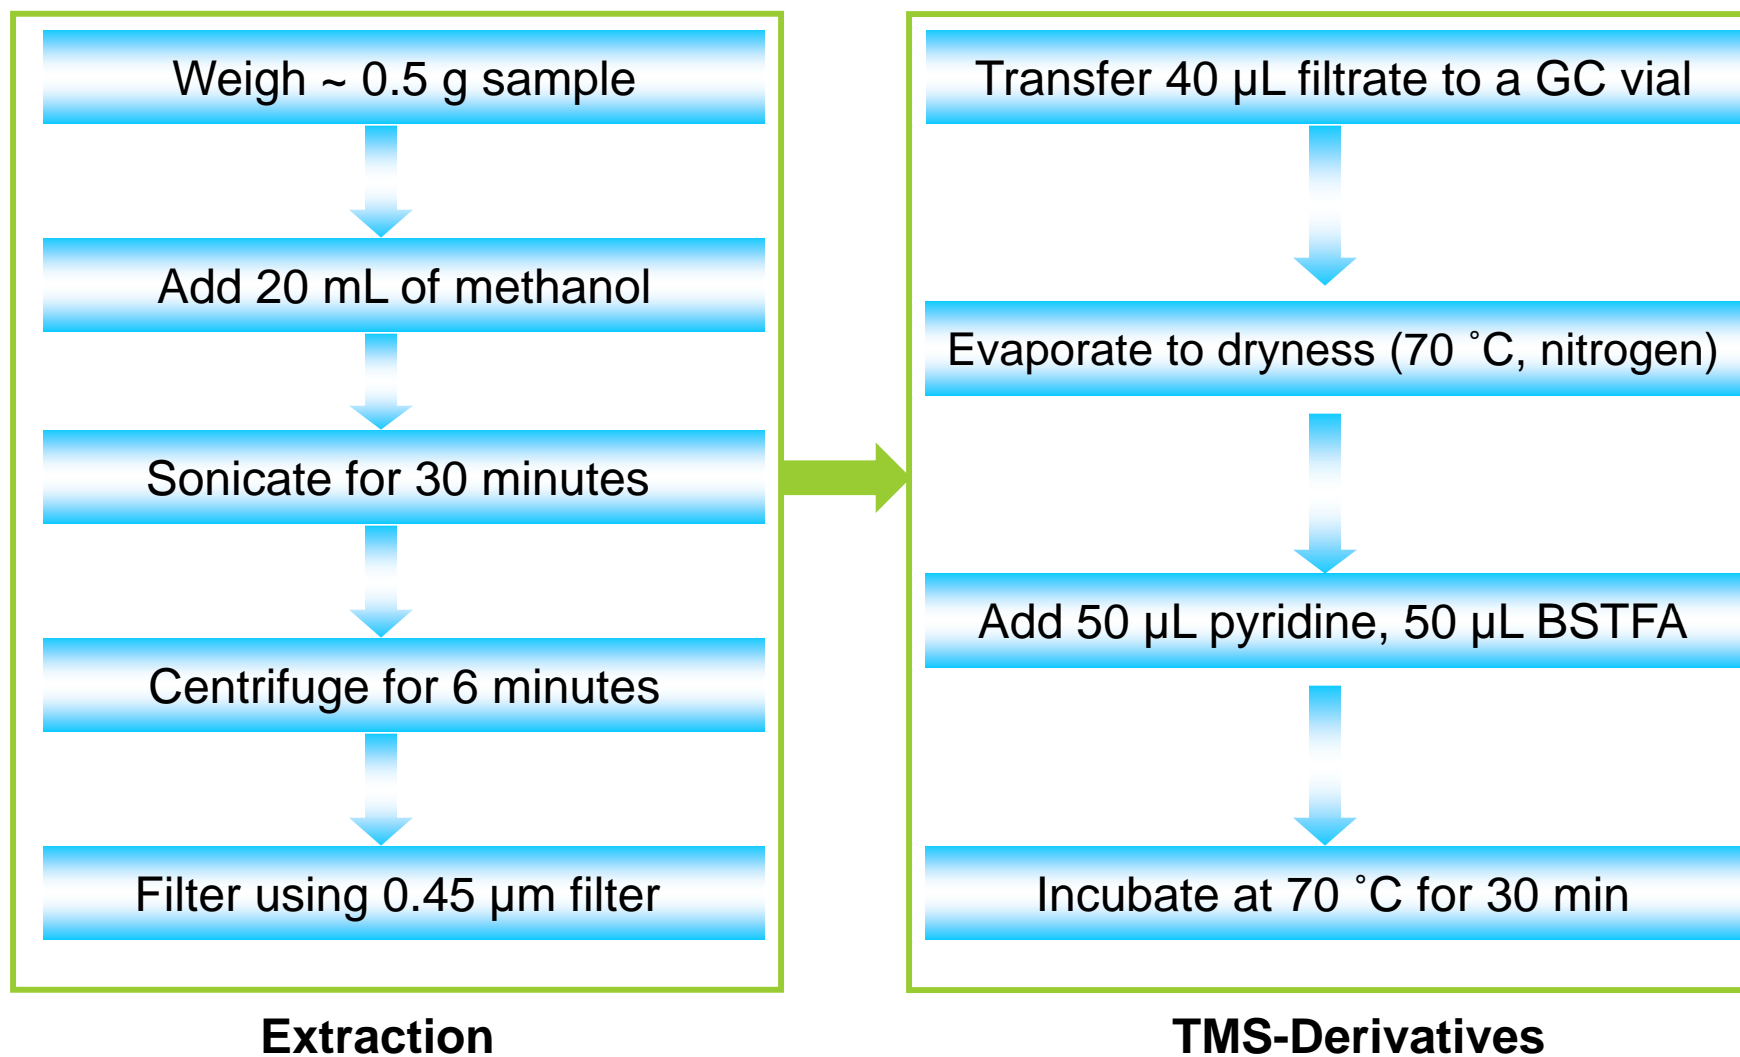 Weigh ~ 0.5 g sample
Add 20 mL of methanol
Sonicate for 30 minutes
Centrifuge for 6 minutes
Filter using 0.45 µm filter
Extraction
Transfer 40 µL filtrate to a GC vial
Evaporate to dryness (70 ˚C, nitrogen)
Add 50 µL pyridine, 50 µL BSTFA
Incubate at 70 ˚C for 30 min
TMS-Derivatives